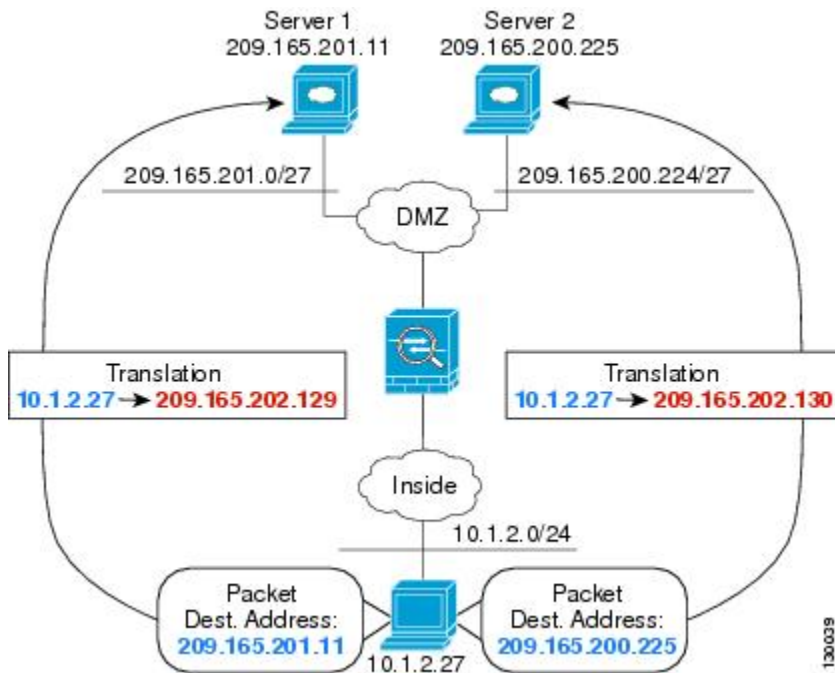 Server 1
209.165.201.11
Server 2
209.165.200.225
209.165.201.0/27
209.165.200.224/27
DMZ
Translation
10.1.2.27 → 209.165.202.129
Translation
10.1.2.27 → 209.165.202.130
Inside
10.1.2.0/24
Packet
Dest. Address:
209.165.201.11
Packet
Dest. Address:
209.165.200.225
10.1.2.27
130039